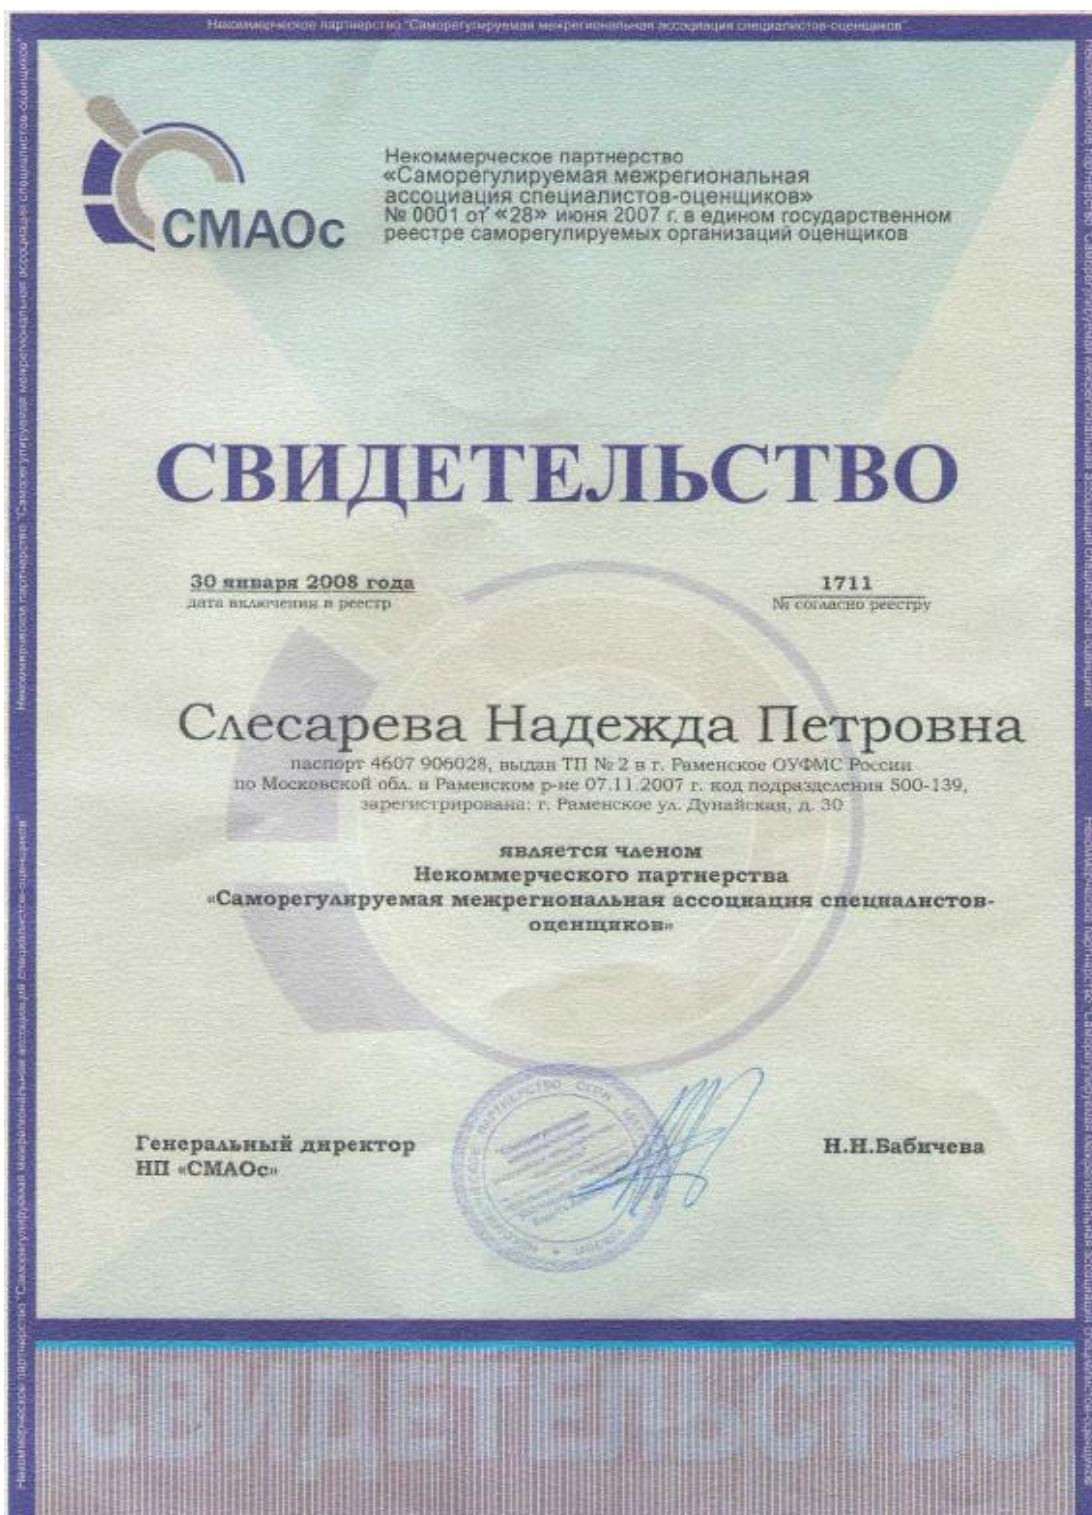 Некоммерческое партнерство "Саморегулируемая межрегиональная ассоциация специалистов-оценщиков"
СМАОс
Некоммерческое партнерство
«Саморегулируемая межрегиональная
ассоциация специалистов-оценщиков»
№ 0001 от «28» июня 2007 г. в едином государственном
реестре саморегулируемых организаций оценщиков
СВИДЕТЕЛЬСТВО
30 января 2008 года
дата включения в реестр
1711
№ согласно реестру
Слесарева Надежда Петровна
паспорт 4607 906028, выдан ТП № 2 в г. Раменское ОУФМС России
по Московской обл. в Раменском р-не 07.11.2007 г. код подразделения 500-139,
зарегистрирована: г. Раменское ул. Дунайская, д. 30
является членом
Некоммерческого партнерства
«Саморегулируемая межрегиональная ассоциация специалистов-
оценщиков»
Генеральный директор
НП «СМАОс»
Н.Н.Бабичева
СВИДЕТЕЛЬСТВО